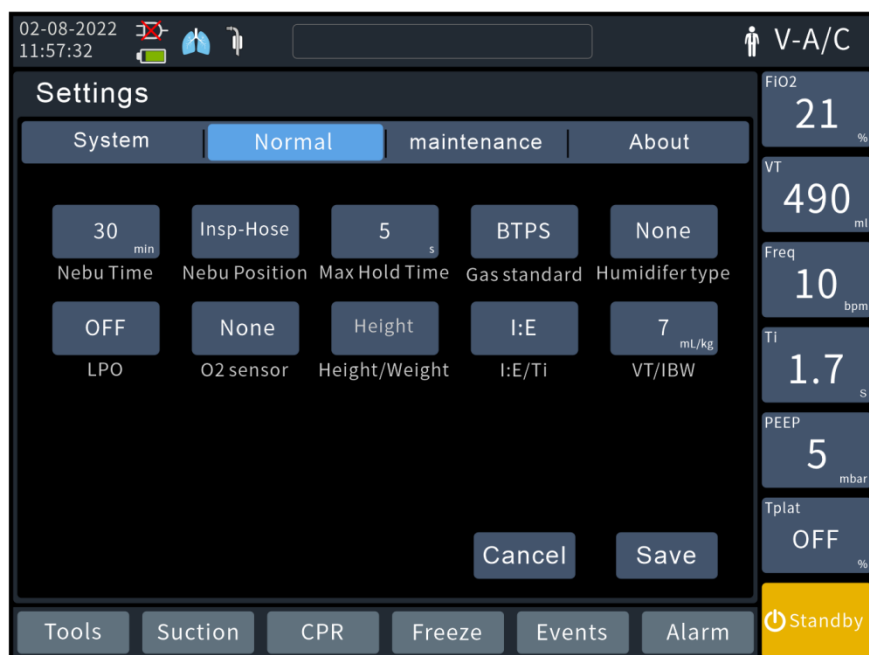 02-08-2022
11:57:32
V-A/C
Settings
System Normal maintenance About
30 min Insp-Hose 5 s BTPS None
Nebu Time Nebu Position Max Hold Time Gas standard Humidifer type
OFF None Height I:E 7 mL/kg
LPO O2 sensor Height/Weight I:E/Ti VT/IBW
Cancel Save
Tools Suction CPR Freeze Events Alarm
FiO2
21 %
VT
490 ml
Freq
10 bpm
Ti
1.7 s
PEEP
5 mbar
Tplat
OFF %
Standby